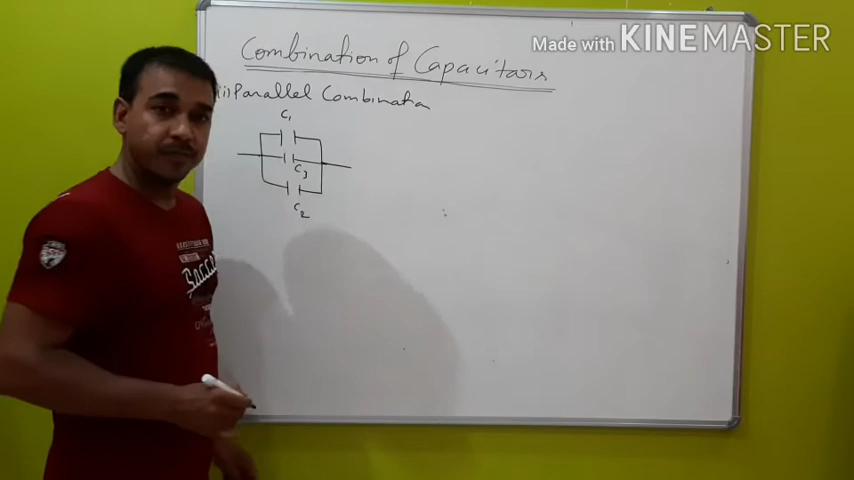 Made with KINEMASTER
Combination of Capacitors
(ii) Parallel Combination
C1
C3
C2